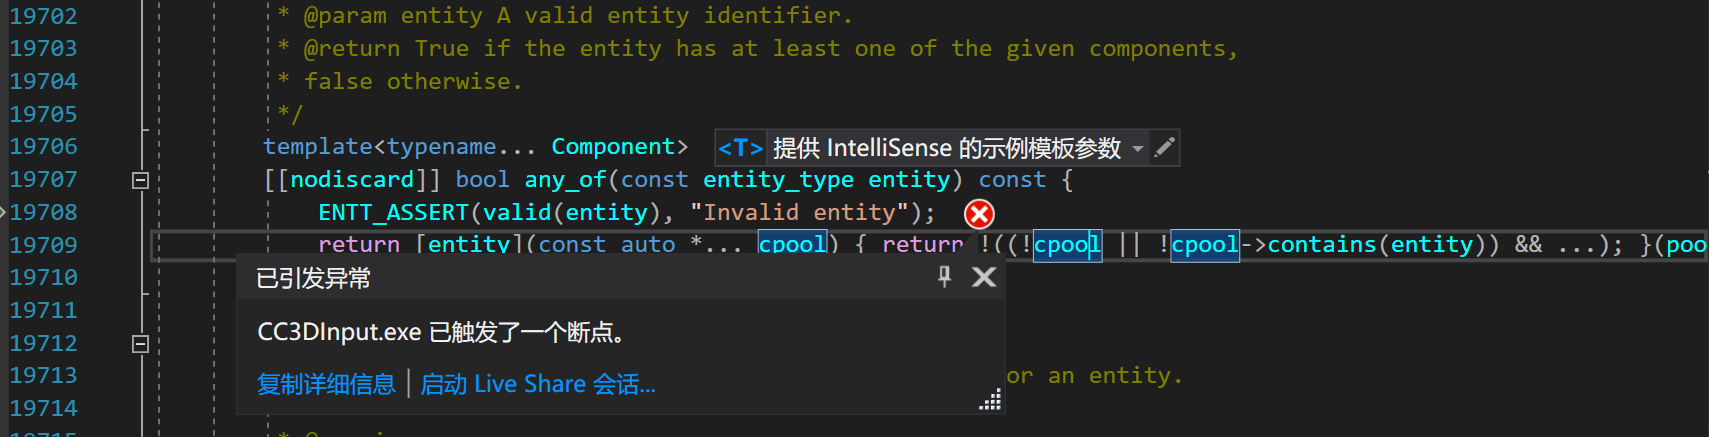 19702 * @param entity A valid entity identifier.
19703 * @return True if the entity has at least one of the given components,
19704 * false otherwise.
19705 */
19706 template<typename... Component> <T> 提供 IntelliSense 的示例模板参数
19707 [[nodiscard]] bool any_of(const entity_type entity) const {
19708 ENTT_ASSERT(valid(entity), "Invalid entity");
19709 return [entity](const auto *... cpool) { return !((!cpool || !cpool->contains(entity)) && ...); }(poo
19710
已引发异常
19711
CC3DInput.exe 已触发了一个断点。
19712
19713 or an entity.
复制详细信息 | 启动 Live Share 会话...
19714
19715